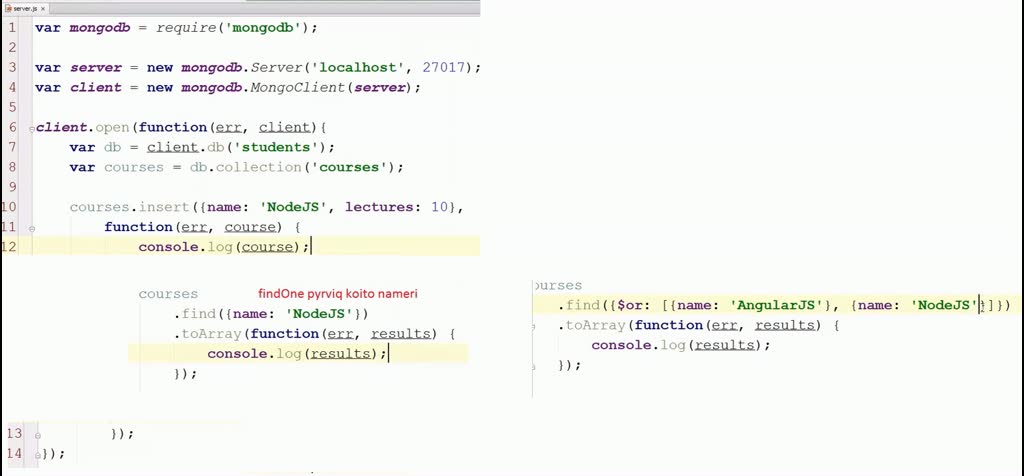 server.js ×
1 var mongodb = require('mongodb');
2
3 var server = new mongodb.Server('localhost', 27017);
4 var client = new mongodb.MongoClient(server);
5
6 client.open(function(err, client){
7 var db = client.db('students');
8 var courses = db.collection('courses');
9
10 courses.insert({name: 'NodeJS', lectures: 10},
11 function(err, course) {
12 console.log(course);
courses findOne pyrviq koito nameri
.find({name: 'NodeJS'})
.toArray(function(err, results) {
console.log(results);
});
ourses
.find({$or: [{name: 'AngularJS'}, {name: 'NodeJS'}]})
.toArray(function(err, results) {
console.log(results);
});
13 });
14 });